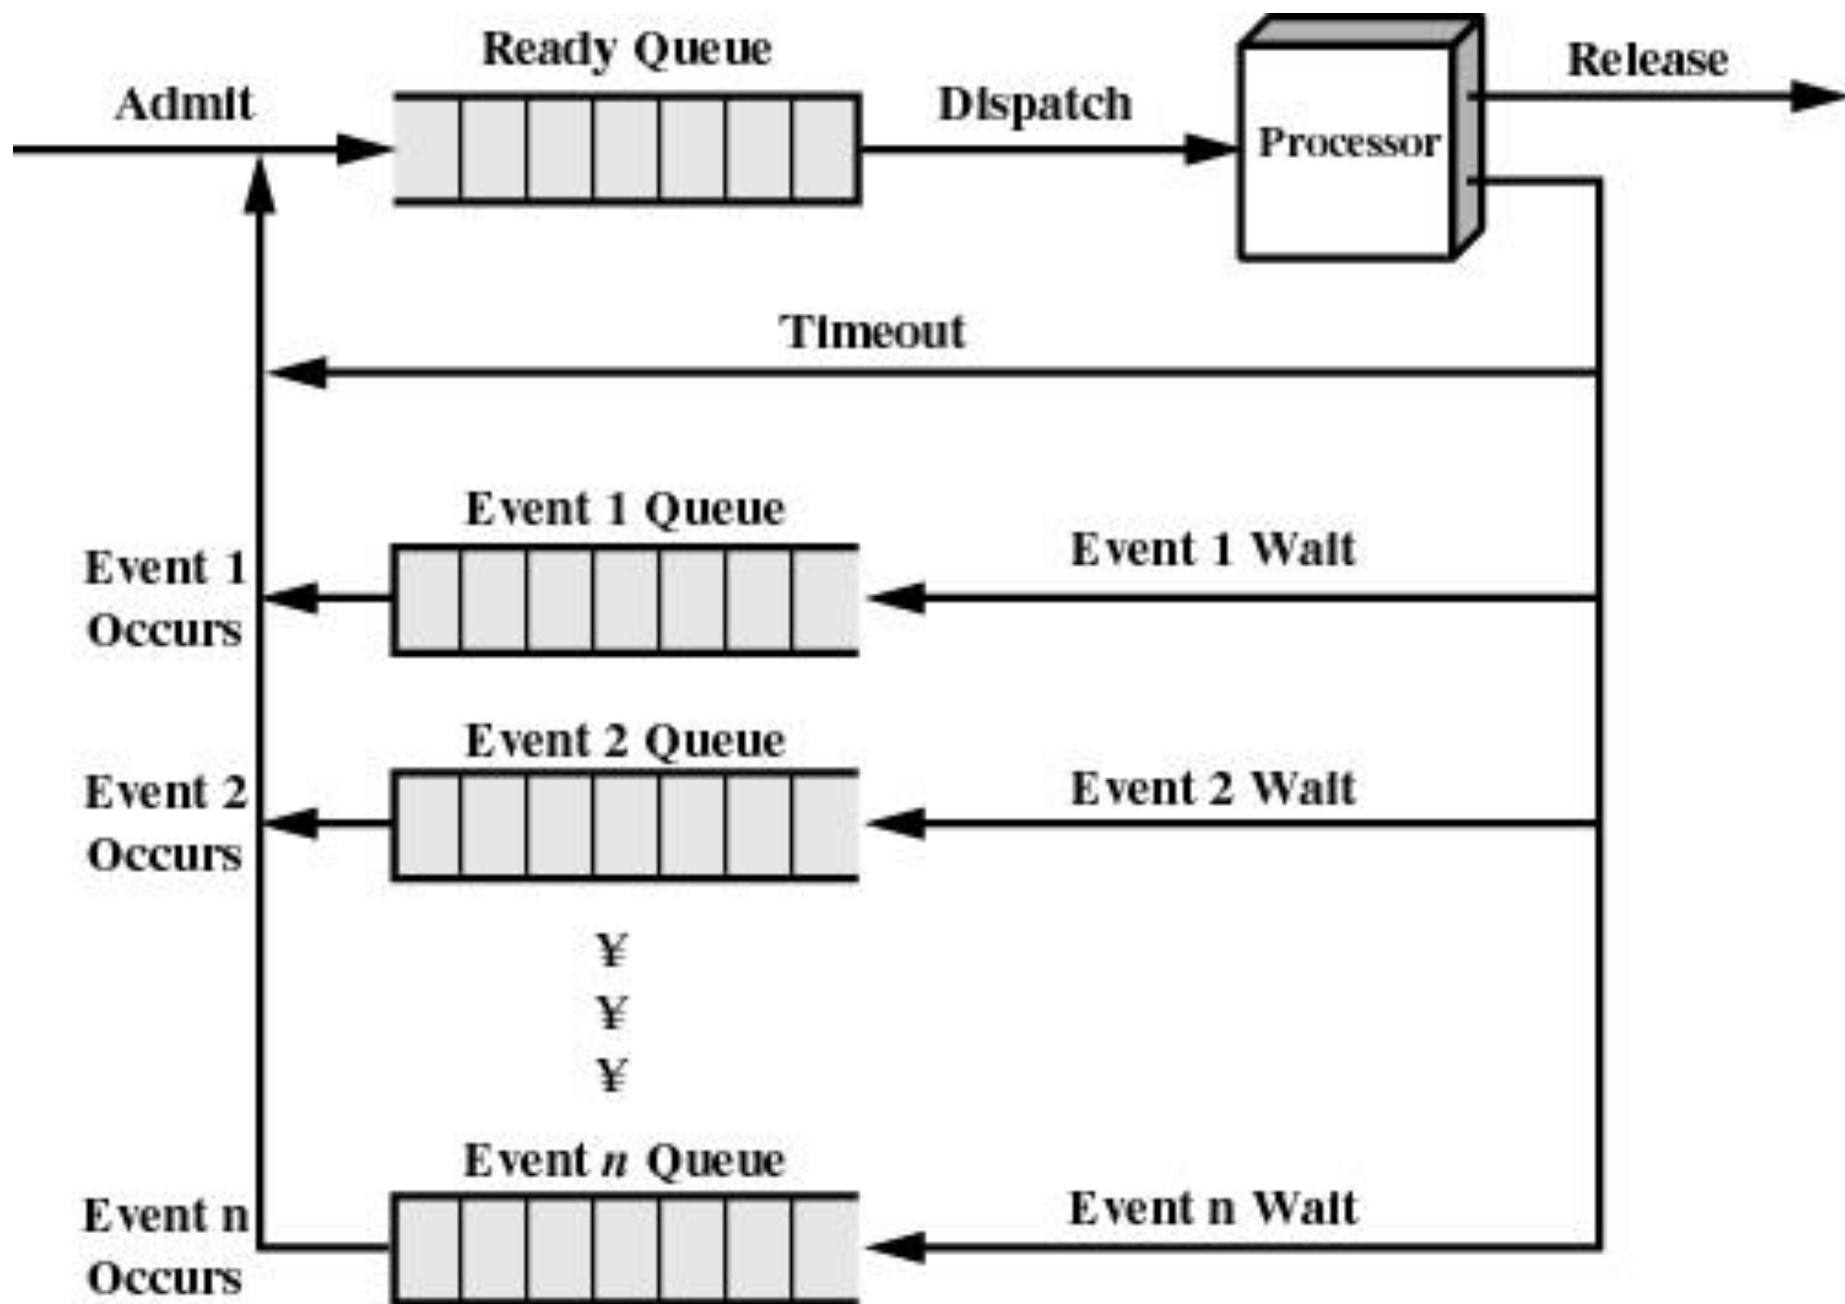 Ready Queue
Release
Admit
Dispatch
Processor
Timeout
Event 1 Queue
Event 1 Wait
Event 1
Occurs
Event 2 Queue
Event 2 Wait
Event 2
Occurs
¥
¥
¥
Event n Queue
Event n Wait
Event n
Occurs